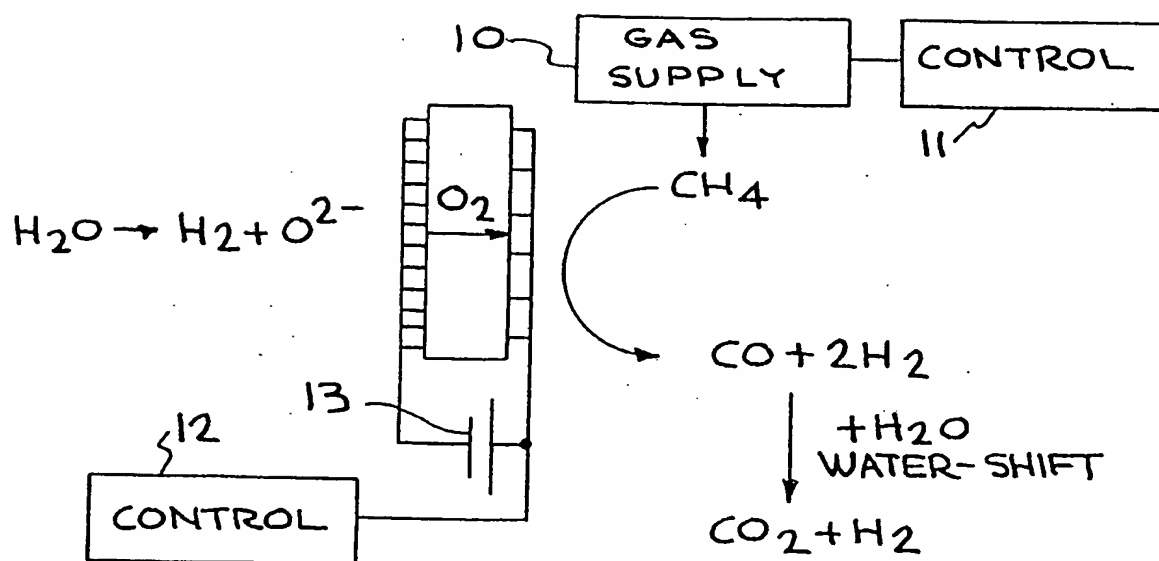 10
GAS
SUPPLY
CONTROL
11
CH₄
H₂O → H₂ + O²⁻
O₂
CO + 2H₂
13
+H₂O
WATER-SHIFT
12
CONTROL
CO₂ + H₂